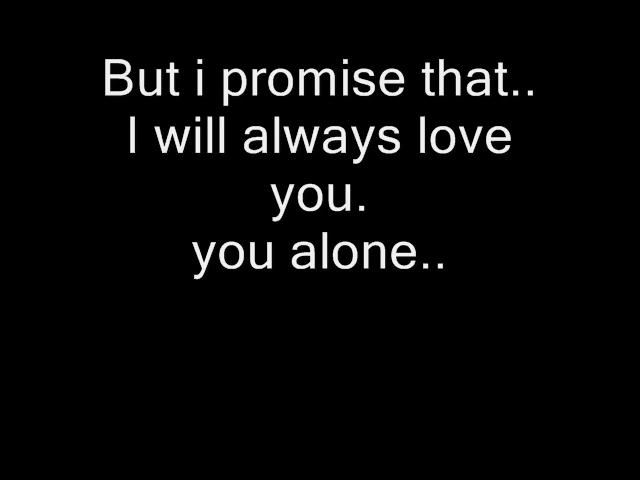 But i promise that..
I will always love
you.
you alone..